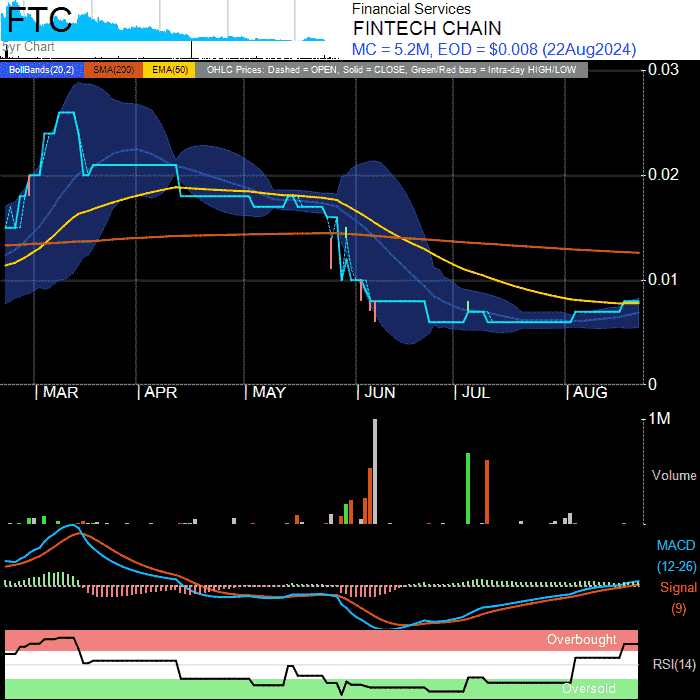 FTC
5yr Chart
Financial Services
FINTECH CHAIN
MC = 5.2M, EOD = $0.008 (22Aug2024)
BollBands(20,2) SMA(200) EMA(50) OHLC Prices: Dashed = OPEN, Solid = CLOSE, Green/Red bars = Intra-day HIGH/LOW
0.03
0.02
0.01
0
MAR APR MAY JUN JUL AUG
1M
Volume
MACD
(12-26)
Signal
(9)
Overbought
RSI(14)
Oversold